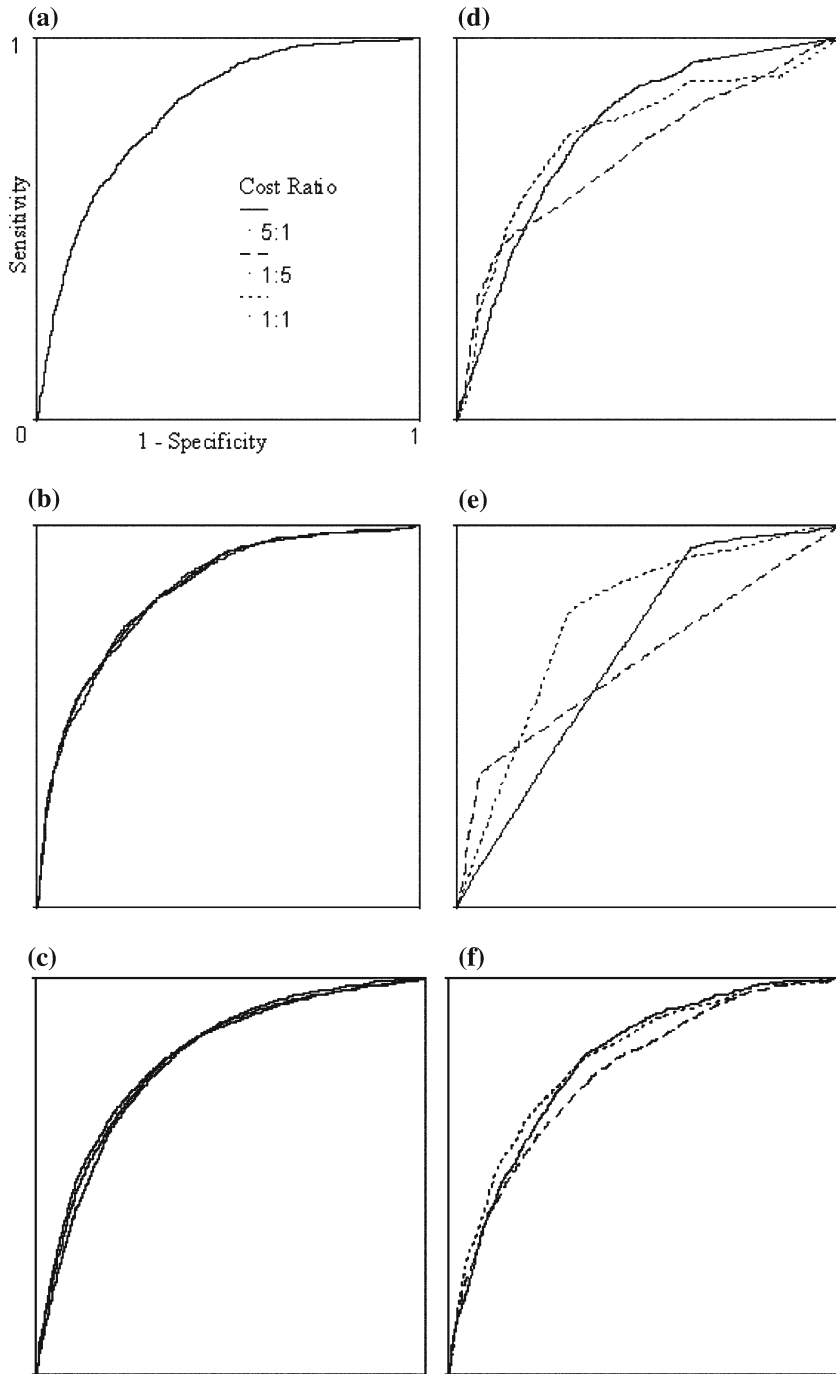 (a)
1
Sensitivity
Cost Ratio
5:1
1:5
1:1
0
1 - Specificity
1
(d)
(b)
(e)
(c)
(f)